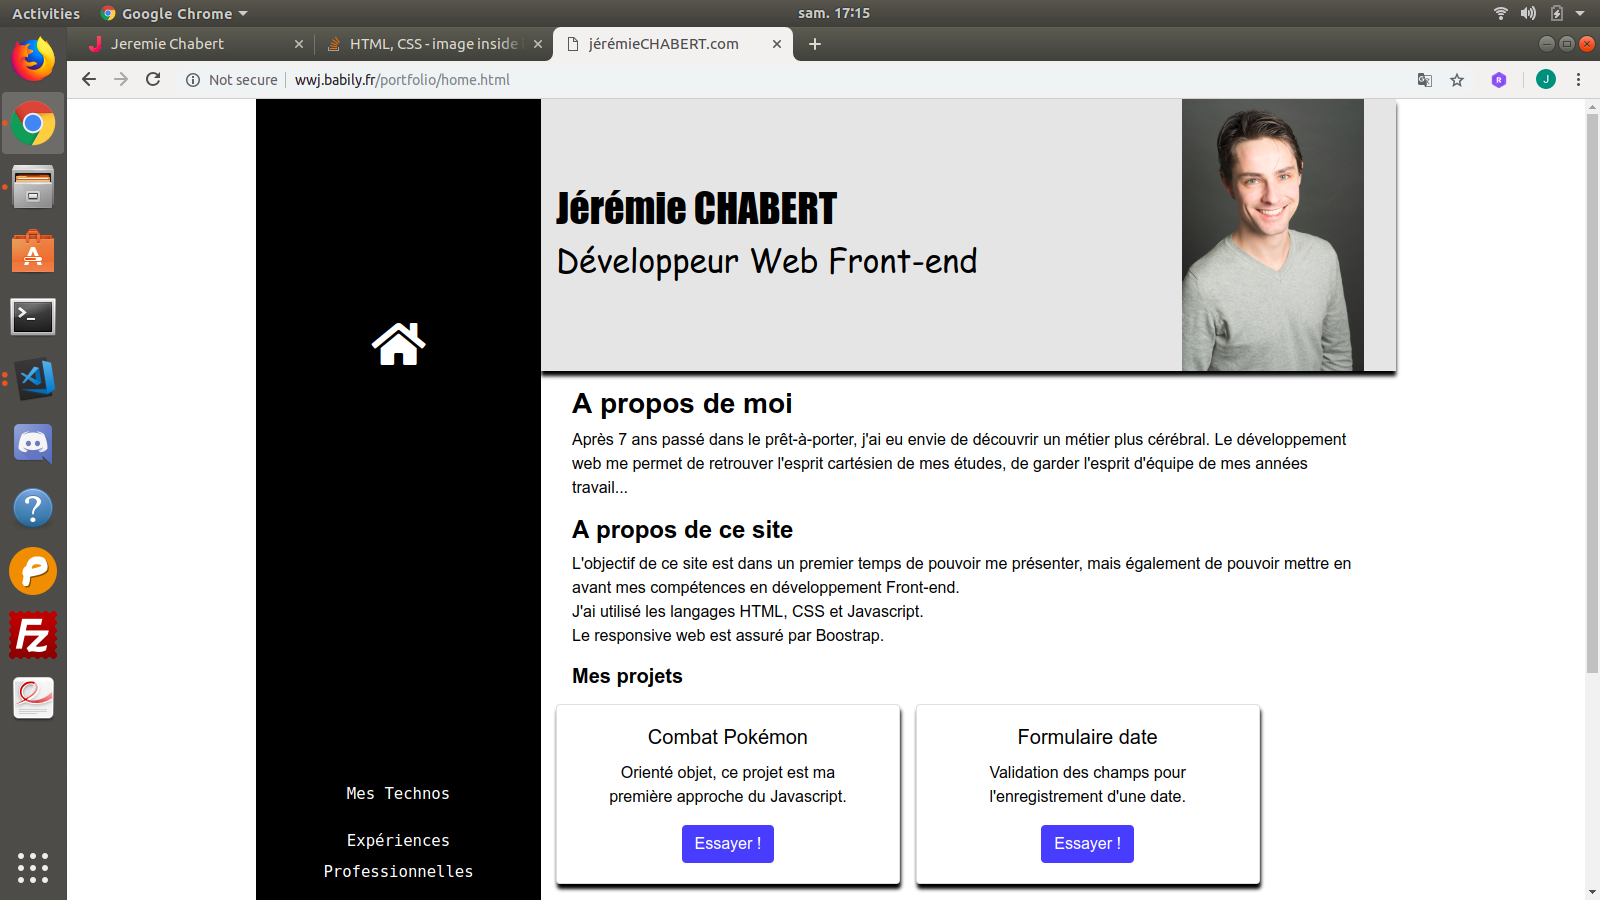 Activities
Google Chrome
sam. 17:15
Jeremie Chabert
HTML, CSS - image inside
jérémieCHABERT.com
Not secure
wwj.babily.fr/portfolio/home.html
R
J
Jérémie CHABERT
Développeur Web Front-end
A propos de moi
Après 7 ans passé dans le prêt-à-porter, j'ai eu envie de découvrir un métier plus cérébral. Le développement
web me permet de retrouver l'esprit cartésien de mes études, de garder l'esprit d'équipe de mes années
travail...
A propos de ce site
L'objectif de ce site est dans un premier temps de pouvoir me présenter, mais également de pouvoir mettre en
avant mes compétences en développement Front-end.
J'ai utilisé les langages HTML, CSS et Javascript.
Le responsive web est assuré par Boostrap.
Mes projets
Combat Pokémon
Orienté objet, ce projet est ma
première approche du Javascript.
Essayer !
Formulaire date
Validation des champs pour
l'enregistrement d'une date.
Essayer !
Mes Technos
Expériences
Professionnelles